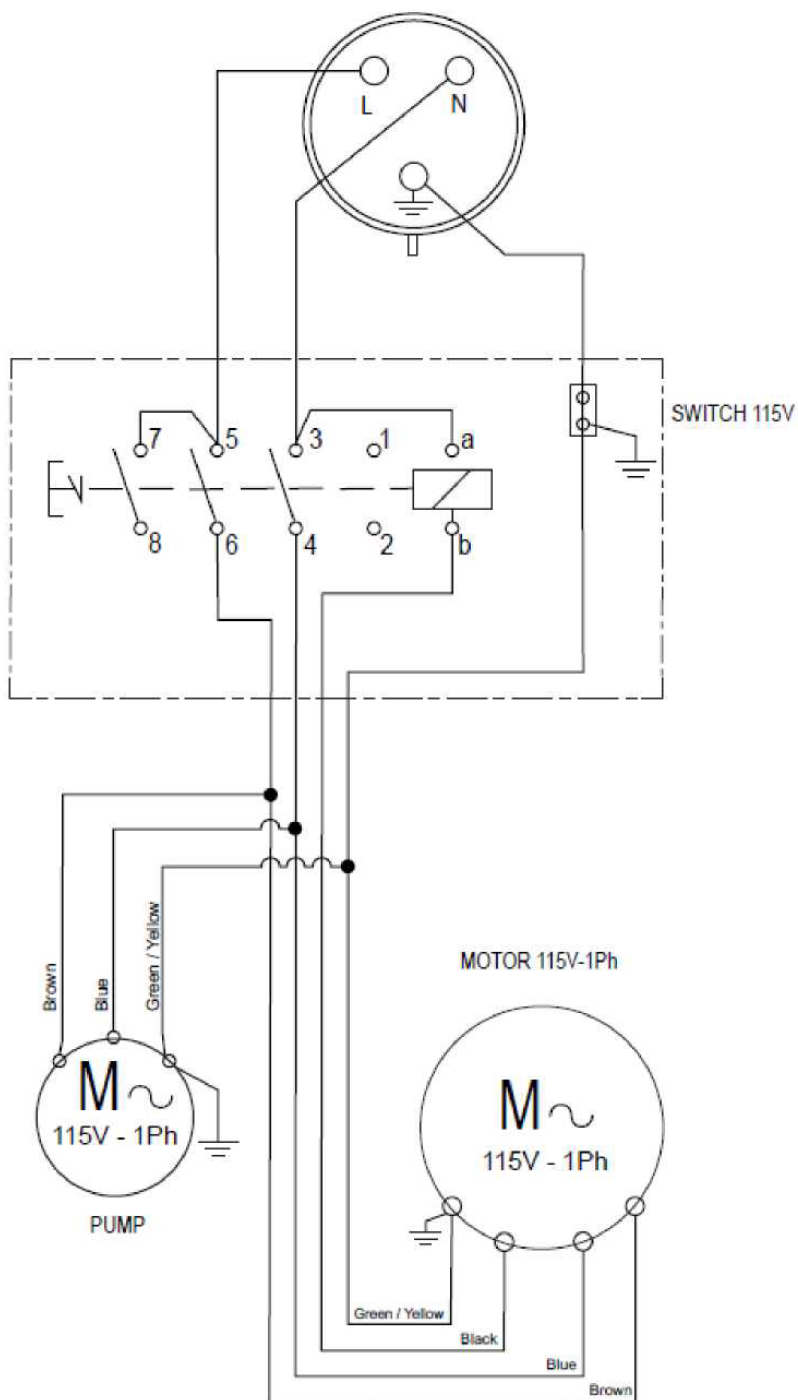 L
N
SWITCH 115V
7
5
3
1
a
8
6
4
2
b
Brown
Blue
Green / Yellow
MOTOR 115V-1Ph
M
115V - 1Ph
M
115V - 1Ph
PUMP
Green / Yellow
Black
Blue
Brown